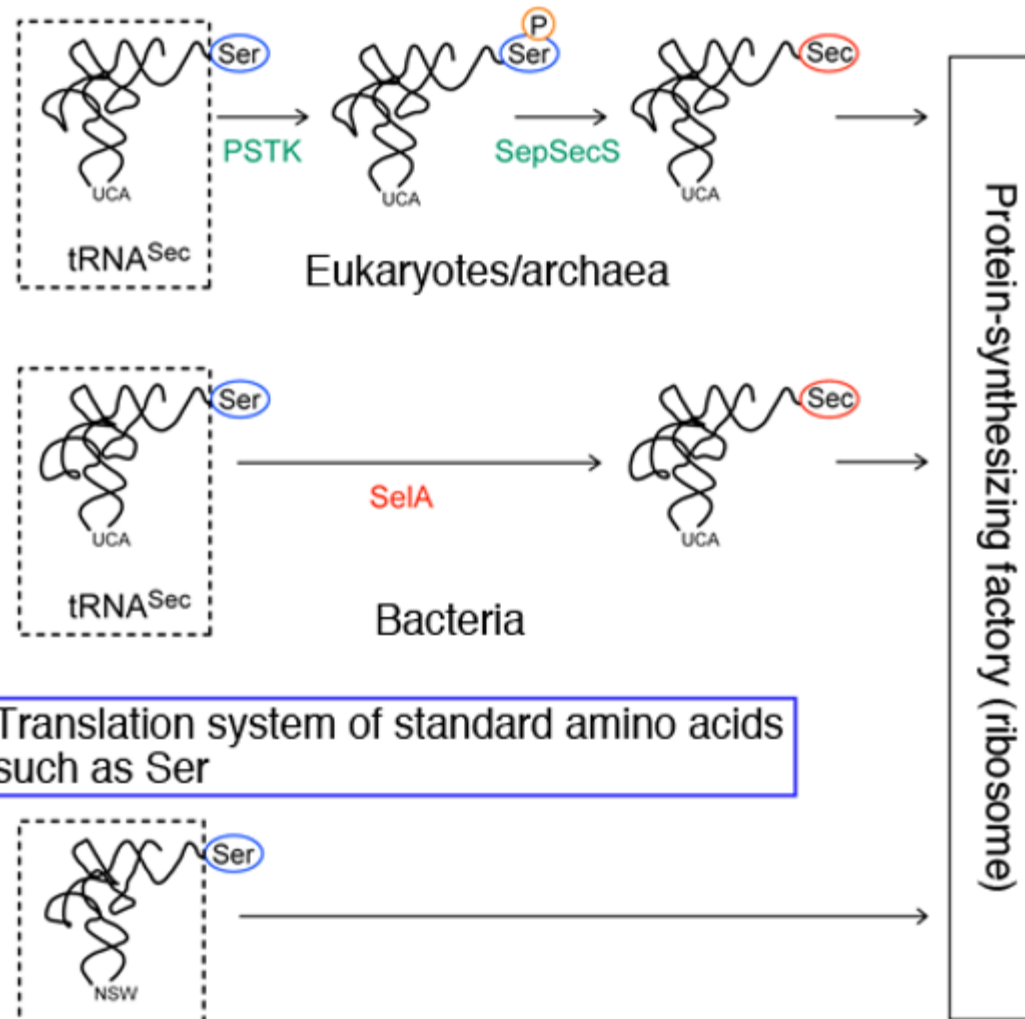 P
Ser
Ser
Sec
PSTK
SepSecS
UCA
UCA
UCA
tRNASec
Eukaryotes/archaea
Ser
Sec
SelA
UCA
UCA
tRNASec
Bacteria
Translation system of standard amino acids
such as Ser
Ser
NSW
Protein-synthesizing factory (ribosome)